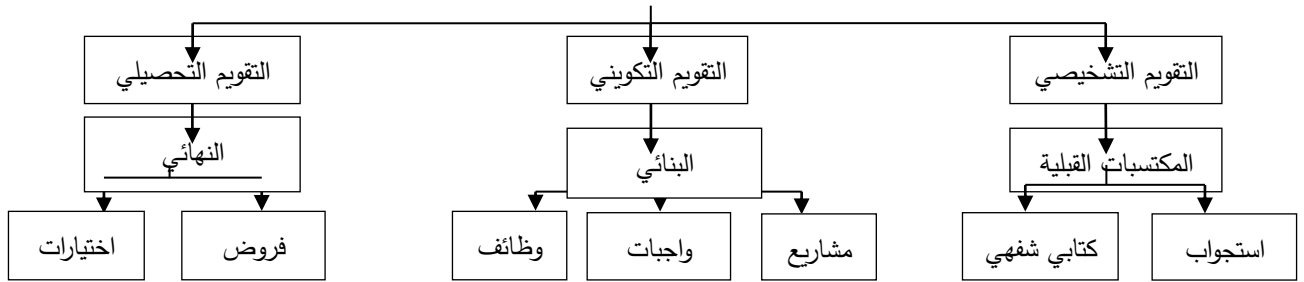 التقويم التشخيصي
التقويم التكويني
التقويم التحصيلي
المكتسبات القبلية
البنائي
النهائي
استجواب
كتابي شفهي
مشاريع
واجبات
وظائف
فروض
اختيارات